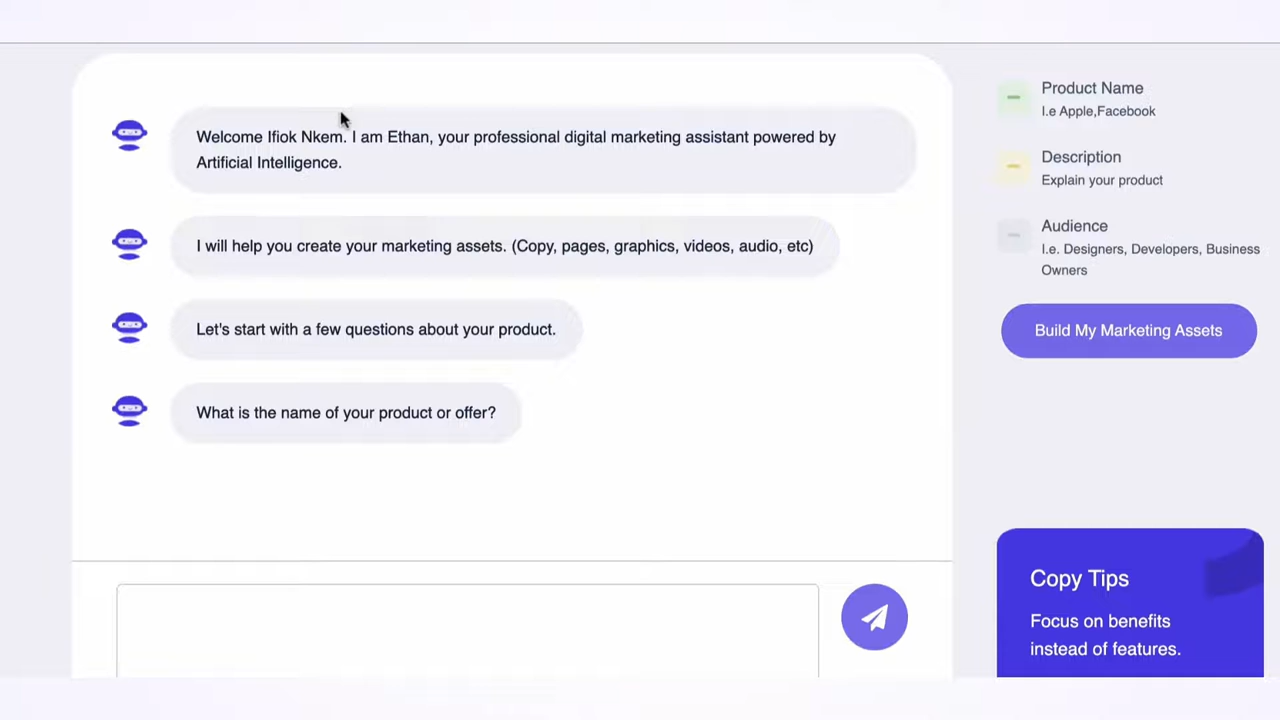 Welcome Ifiok Nkem. I am Ethan, your professional digital marketing assistant powered by
Artificial Intelligence.
I will help you create your marketing assets. (Copy, pages, graphics, videos, audio, etc)
Let's start with a few questions about your product.
What is the name of your product or offer?
Product Name
I.e Apple,Facebook
Description
Explain your product
Audience
I.e. Designers, Developers, Business
Owners
Build My Marketing Assets
Copy Tips
Focus on benefits
instead of features.